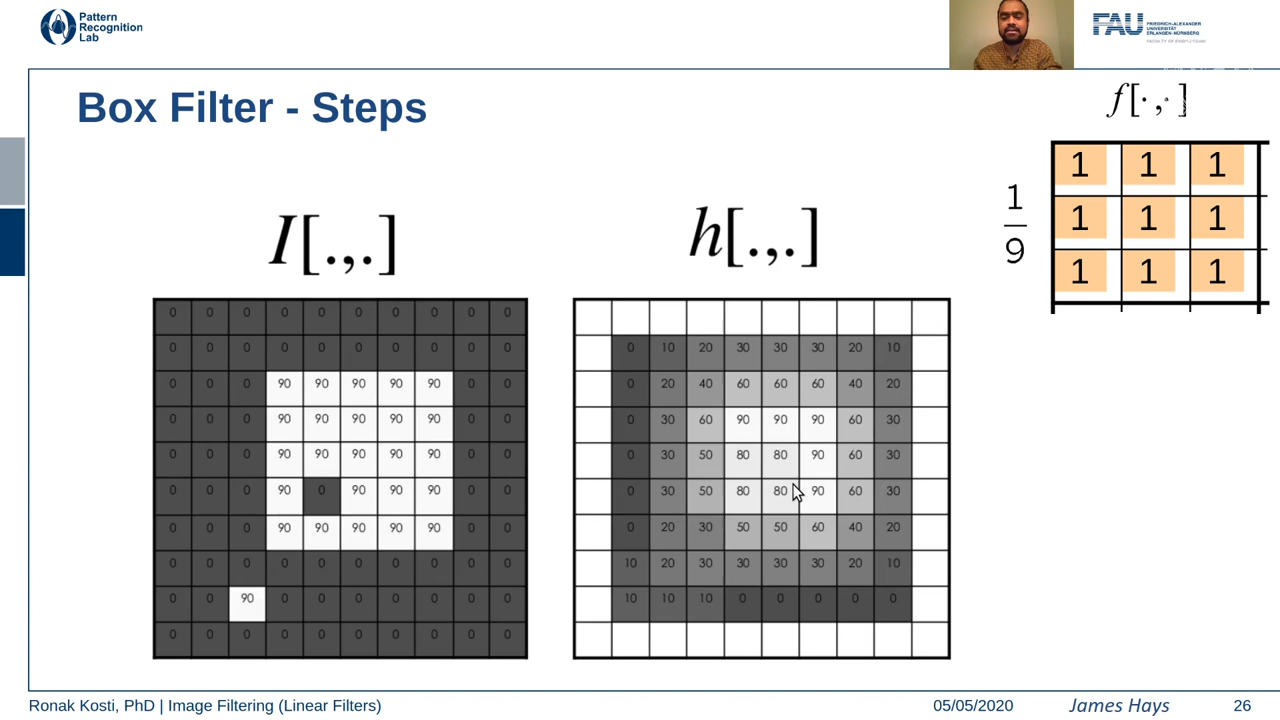 Pattern
Recognition
Lab
FAU
FRIEDRICH-ALEXANDER
UNIVERSITÄT
ERLANGEN-NÜRNBERG
Box Filter - Steps
f[·,·]
I[.,.]
h[.,.]
1
9
1 1 1
1 1 1
1 1 1
0 0 0 0 0 0 0 0 0 0
0 0 0 0 0 0 0 0 0 0
0 0 0 90 90 90 90 90 0 0
0 0 0 90 90 90 90 90 0 0
0 0 0 90 90 90 90 90 0 0
0 0 0 90 0 90 90 90 0 0
0 0 0 90 90 90 90 90 0 0
0 0 0 0 0 0 0 0 0 0
0 0 90 0 0 0 0 0 0 0
0 0 0 0 0 0 0 0 0 0
0 10 20 30 30 30 20 10
0 20 40 60 60 60 40 20
0 30 60 90 90 90 60 30
0 30 50 80 80 90 60 30
0 30 50 80 80 90 60 30
0 20 30 50 50 60 40 20
10 20 30 30 30 30 20 10
10 10 10 0 0 0 0 0
Ronak Kosti, PhD | Image Filtering (Linear Filters)
05/05/2020
James Hays
26